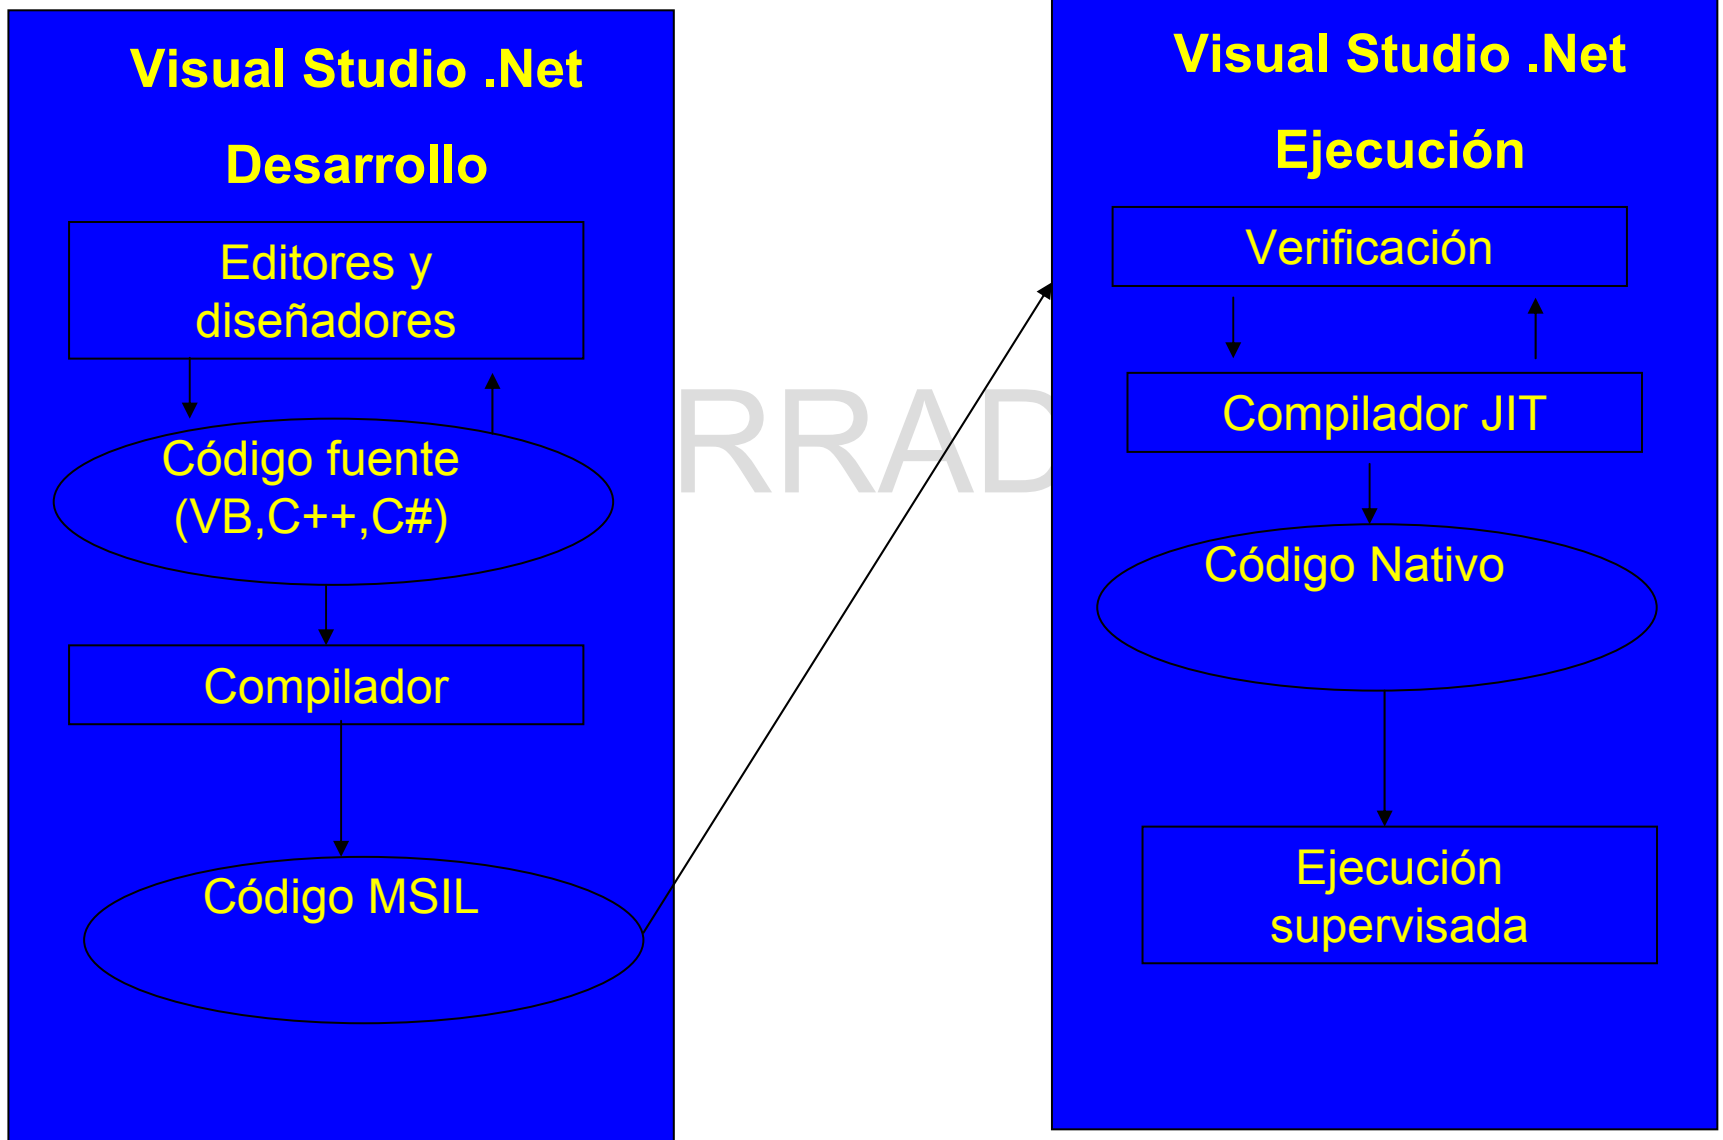 Visual Studio .Net
Desarrollo
Editores y
diseñadores
Código fuente
(VB,C++,C#)
Compilador
Código MSIL
RRAD
Visual Studio .Net
Ejecución
Verificación
Compilador JIT
Código Nativo
Ejecución
supervisada